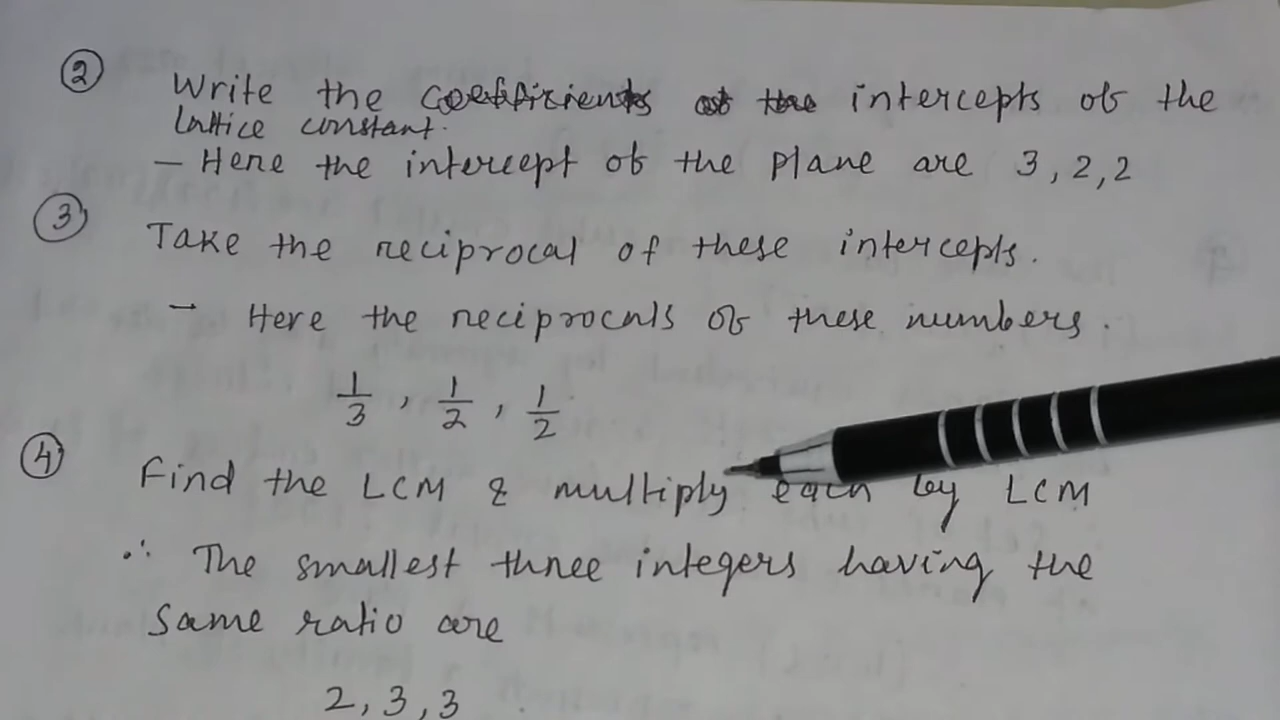 ② Write the coefficients of the intercepts of the
lattice constant.
— Here the intercept of the plane are 3, 2, 2
③ Take the reciprocal of these intercepts.
— Here the reciprocals of these numbers.
1/3, 1/2, 1/2
④ Find the LCM & multiply each by LCM
∴ The smallest three integers having the
same ratio are
2, 3, 3